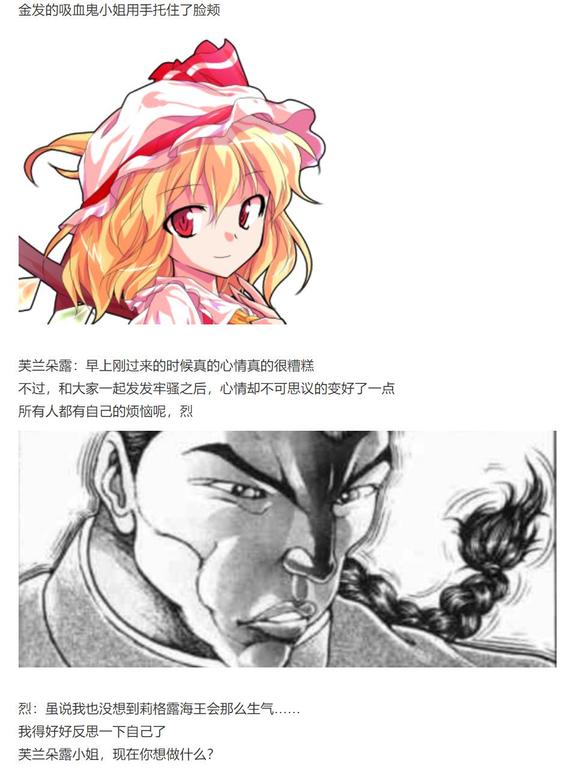 金发的吸血鬼小姐用手托住了脸颊
芙兰朵露：早上刚过来的时候真的心情真的很糟糕
不过，和大家一起发发牢骚之后，心情却不可思议的变好了一点
所有人都有自己的烦恼呢，烈
烈：虽说我也没想到莉格露海王会那么生气……
我得好好反思一下自己了
芙兰朵露小姐，现在你想做什么？